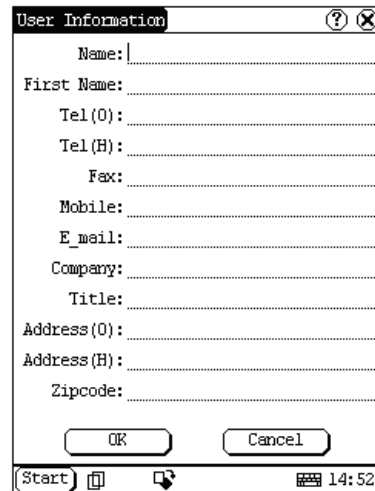 User Information ?
Name:
First Name:
Tel(O):
Tel(H):
Fax:
Mobile:
E_mail:
Company:
Title:
Address(O):
Address(H):
Zipcode:
OK Cancel
Start 14:52